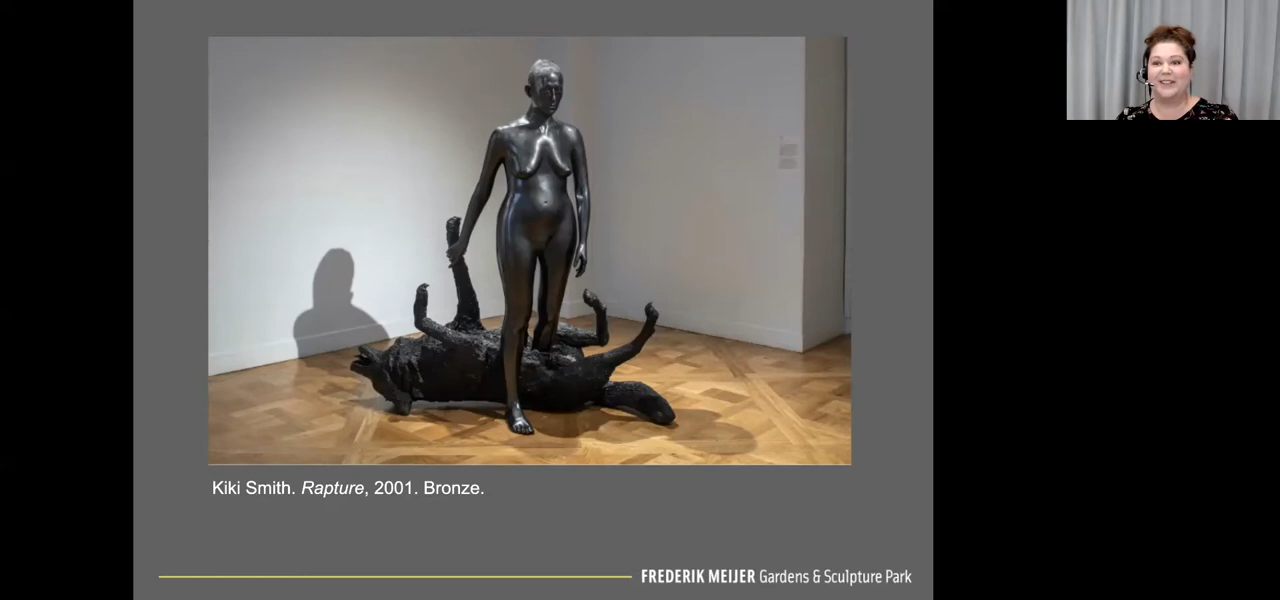 Kiki Smith. Rapture, 2001. Bronze.
FREDERIK MEIJER Gardens & Sculpture Park